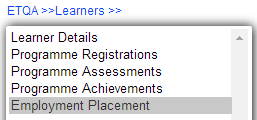 ETQA >>Learners >>
Learner Details
Programme Registrations
Programme Assessments
Programme Achievements
Employment Placement